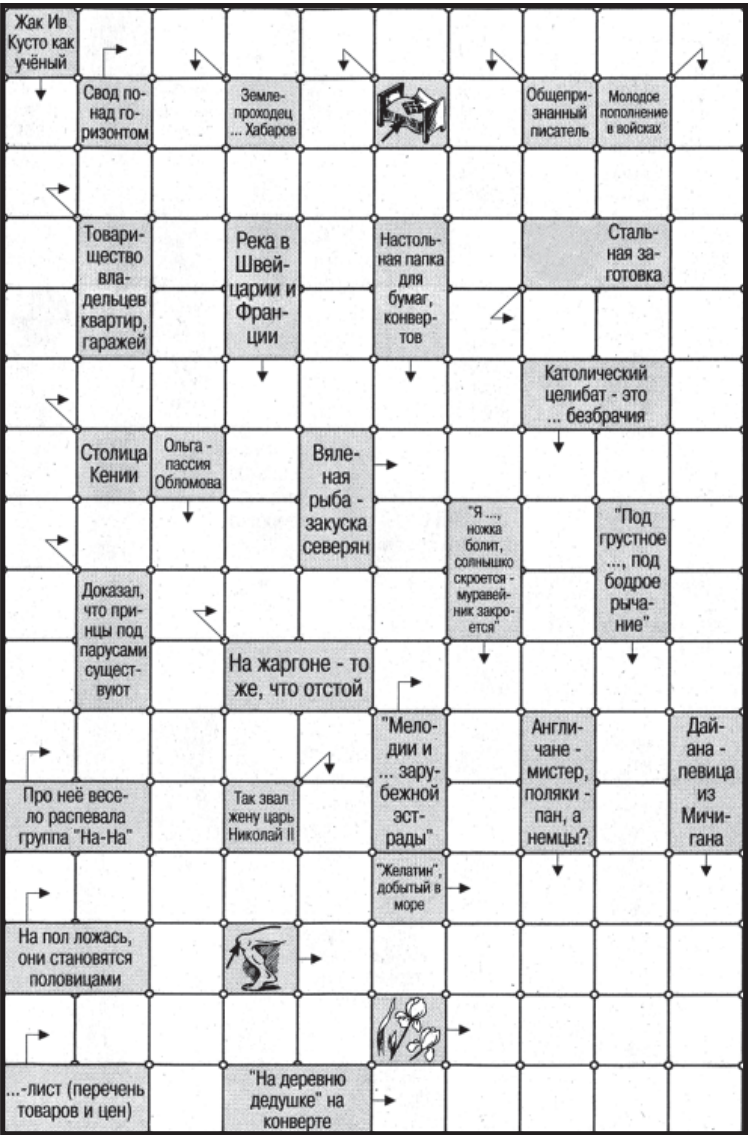 Жак Ив
Кусто как
учёный
Свод по-
над го-
ризонтом
Земле-
проходец
... Хабаров
Общепри-
знанный
писатель
Молодое
пополнение
в войсках
Товари-
щество
вла-
дельцев
квартир,
гаражей
Река в
Швей-
царии и
Фран-
ции
Настоль-
ная папка
для
бумаг,
конвер-
тов
Сталь-
ная за-
готовка
Католический
целибат - это
... безбрачия
Столица
Кении
Ольга -
пассия
Обломова
Вяле-
ная
рыба -
закуска
северян
"Я ...,
ножка
болит,
солнышко
скроется -
муравей-
ник закро-
ется"
"Под
грустное
..., под
бодрое
рыча-
ние"
Доказал,
что при-
нцы под
парусами
сущест-
вуют
На жаргоне - то
же, что отстой
"Мело-
дии и
... зару-
бежной
эст-
рады"
Англи-
чане -
мистер,
поляки -
пан, а
немцы?
Дай-
ана -
певица
из
Мичи-
гана
Про неё весе-
ло распевала
группа "На-На"
Так звал
жену царь
Николай II
"Желатин",
добытый в
море
На пол ложась,
они становятся
половицами
...-лист (перечень
товаров и цен)
"На деревню
дедушке" на
конверте